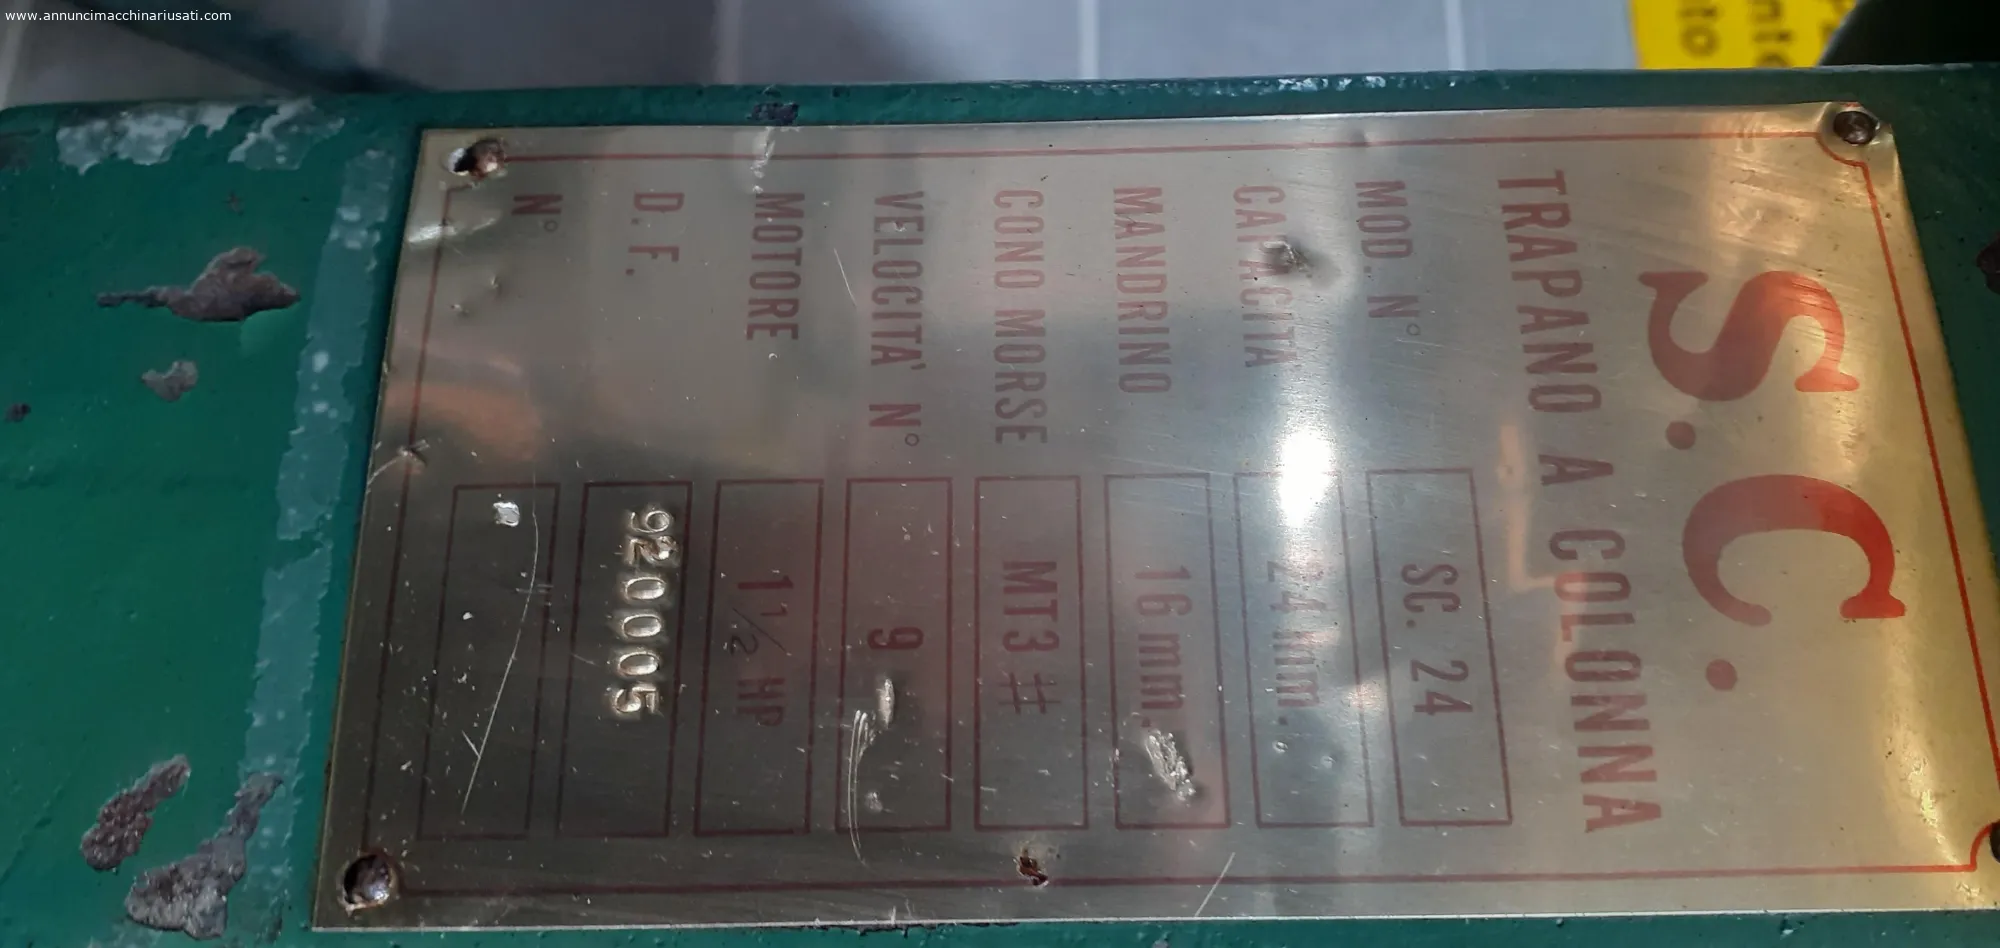 www.annuncimacchinariusati.com
S.C.
TRAPANO A COLONNA
MOD. N° SC. 24
CAPACITÀ 24 mm.
MANDRINO 16 mm.
CONO MORSE MT3#
VELOCITA' N° 9
MOTORE 1 1/2 HP
D. F. 920005
N°